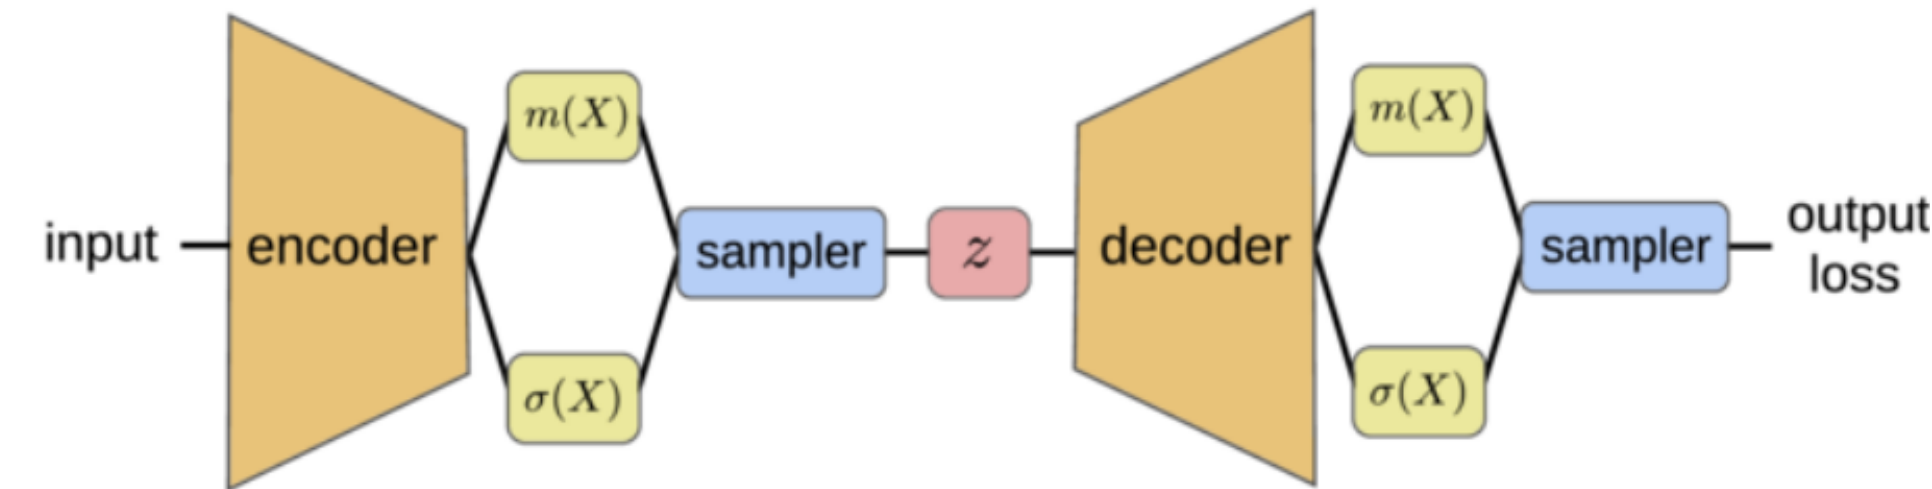 input
encoder
m(X)
σ(X)
sampler
z
decoder
m(X)
σ(X)
sampler
output
loss